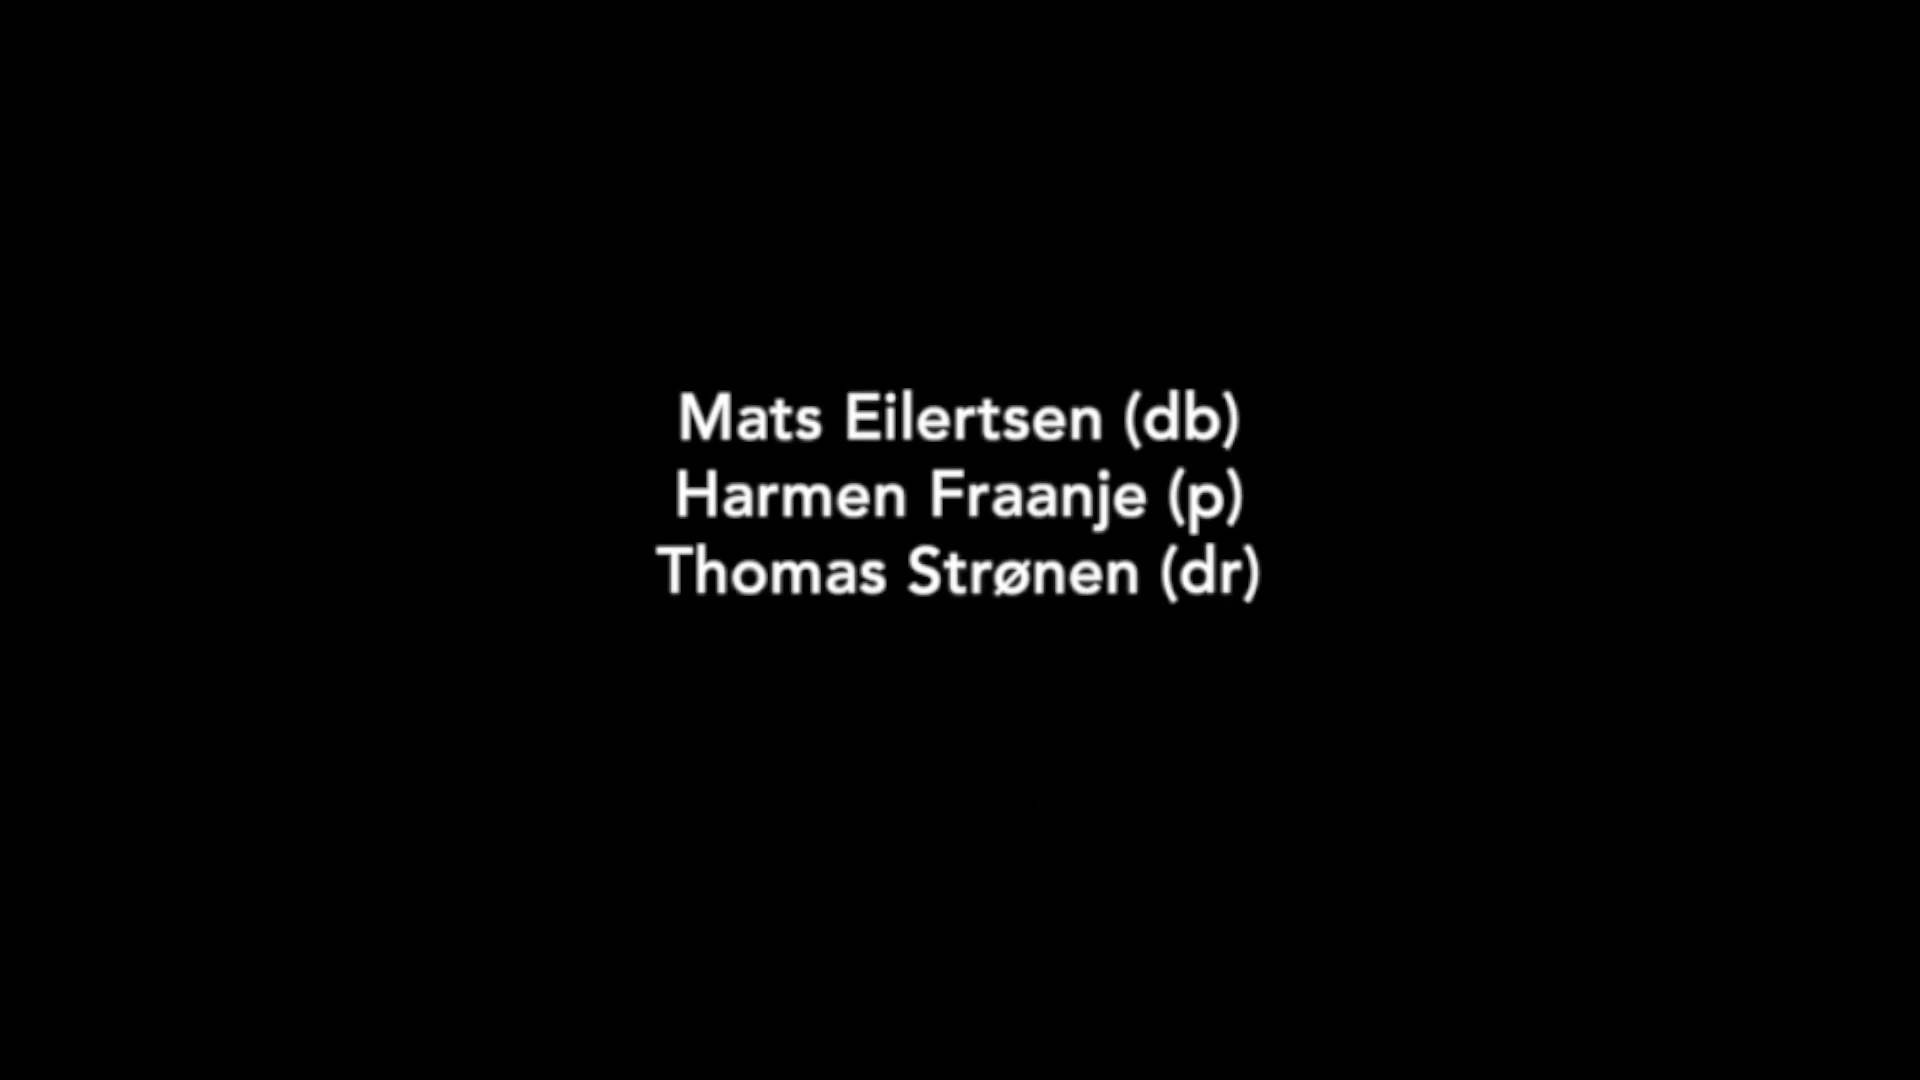 Mats Eilertsen (db)
Harmen Fraanje (p)
Thomas Strønen (dr)